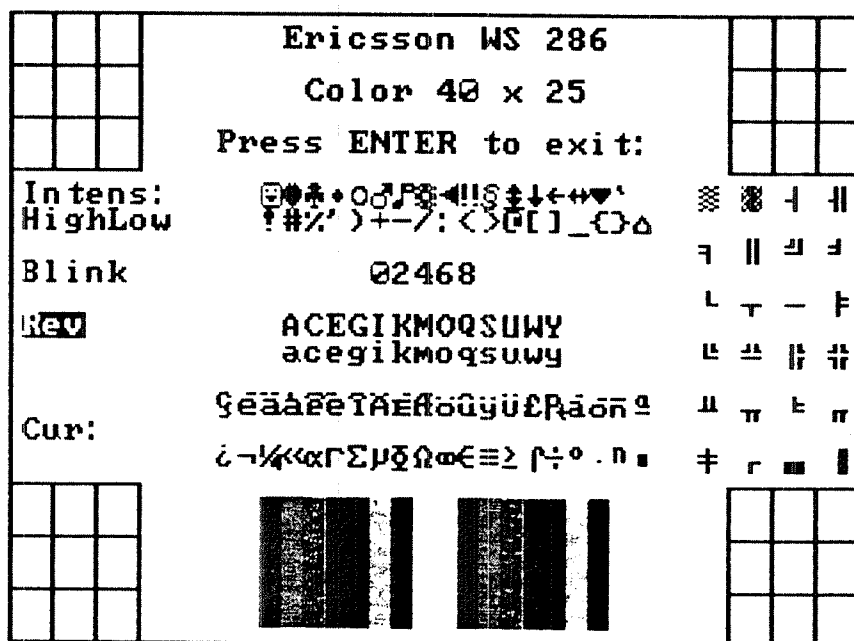 Ericsson WS 286
Color 40 x 25
Press ENTER to exit:
Intens:
HighLow
!#%')+-/:<>@[]_{}⌂
Blink
02468
Rev
ACEGIKMOQSUWY
acegikmoqsuwy
Cur: